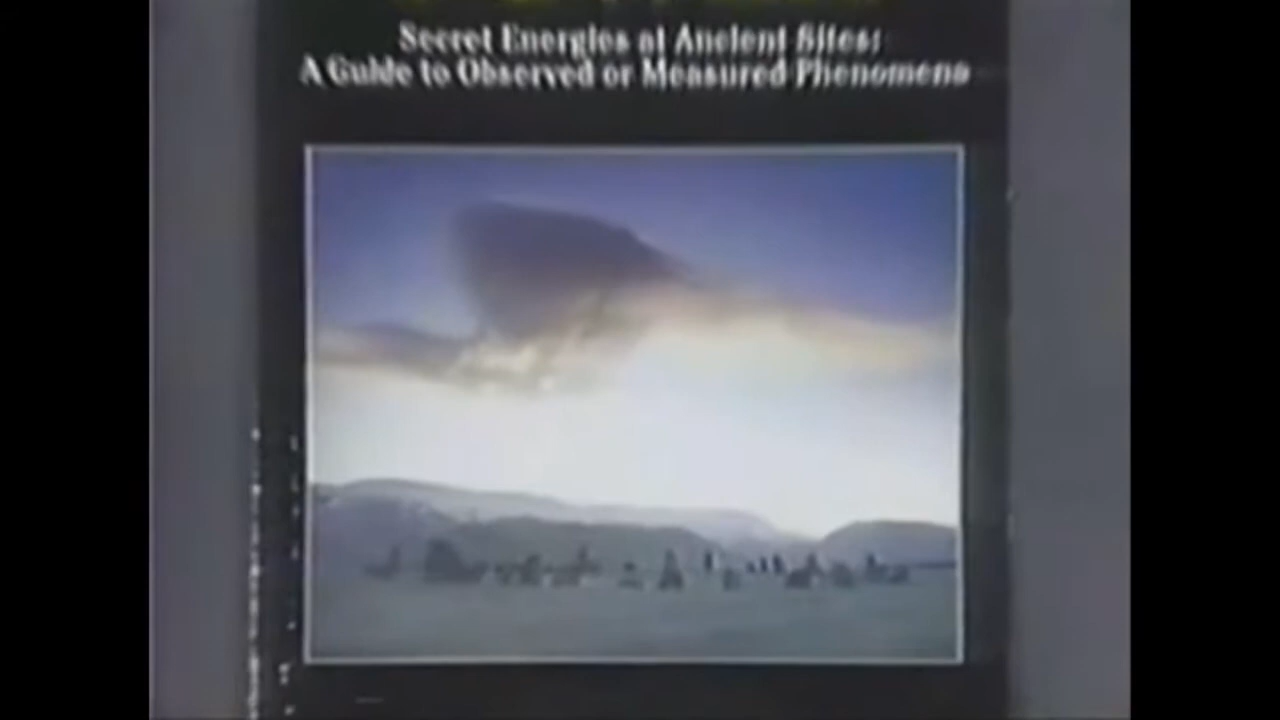 Secret Energies at Ancient Sites:
A Guide to Observed or Measured Phenomena